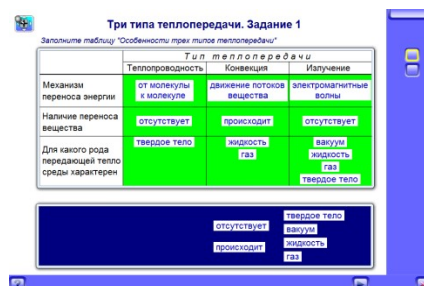 Три типа теплопередачи. Задание 1
Заполните таблицу "Особенности трех типов теплопередачи"
Тип теплопередачи
Теплопроводность Конвекция Излучение
Механизм переноса энергии
от молекулы к молекуле
движение потоков вещества
электромагнитные волны
Наличие переноса вещества
отсутствует
происходит
отсутствует
Для какого рода передающей тепло среды характерен
твердое тело
жидкость
газ
вакуум
жидкость
газ
твердое тело
отсутствует
происходит
твердое тело
вакуум
жидкость
газ